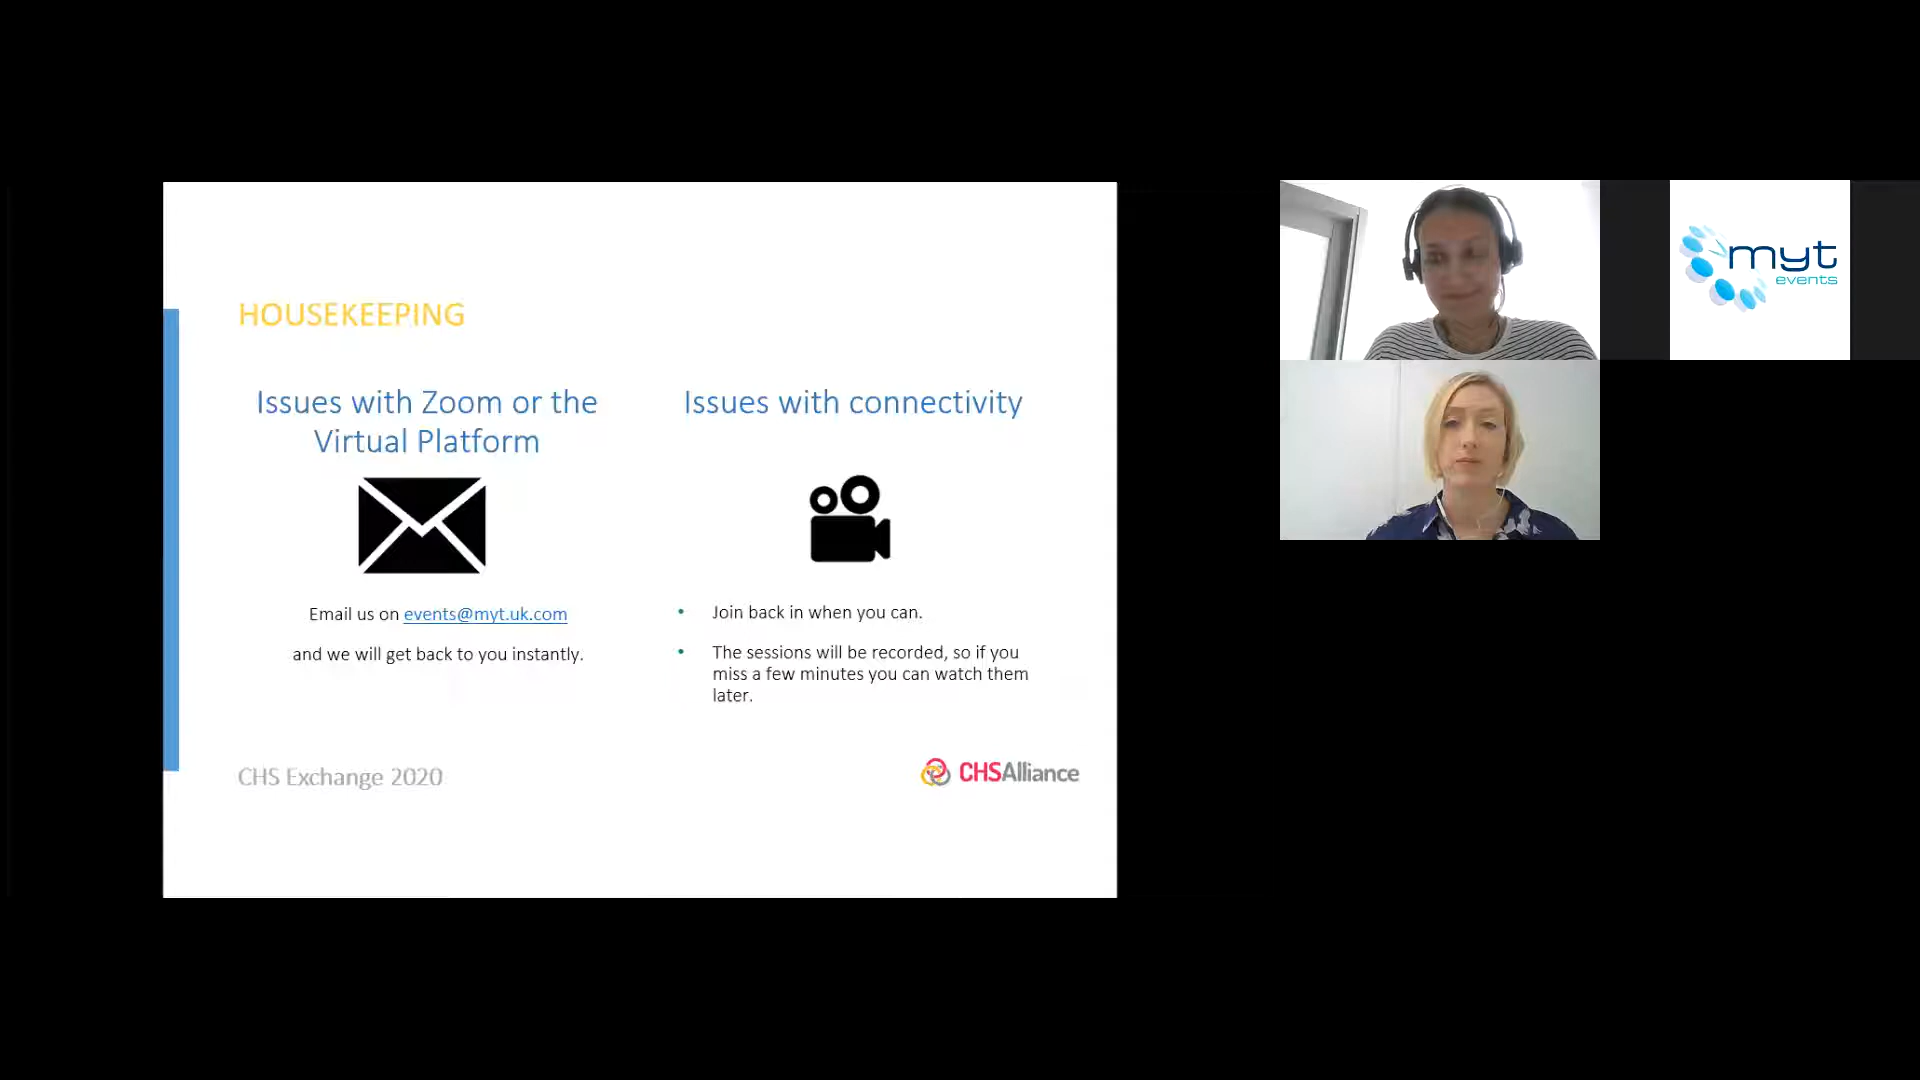 HOUSEKEEPING
Issues with Zoom or the
Virtual Platform
Email us on events@myt.uk.com
and we will get back to you instantly.
Issues with connectivity
• Join back in when you can.
• The sessions will be recorded, so if you
miss a few minutes you can watch them
later.
CHS Exchange 2020
CHSAlliance
myt
events